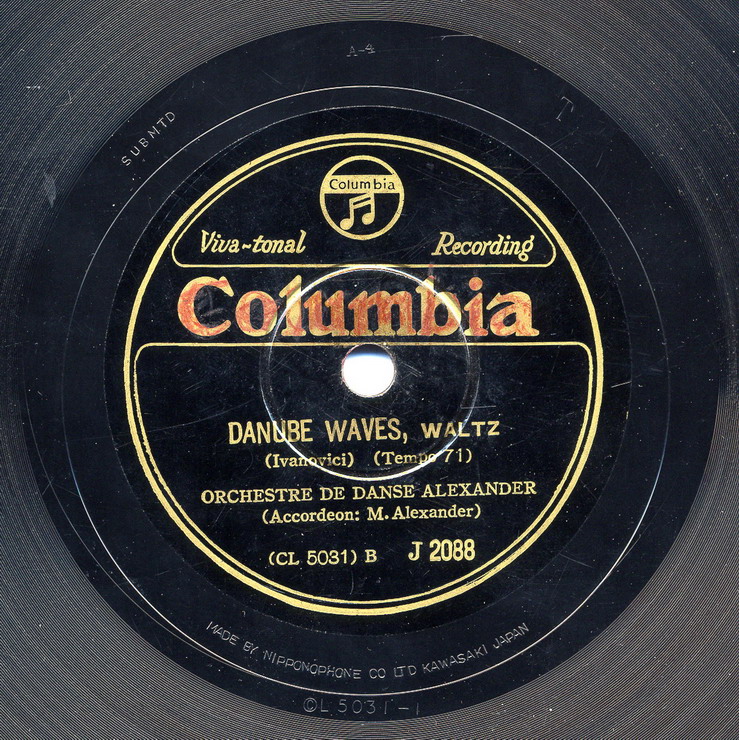 A-4
T
SUBMTD
Columbia
Viva-tonal Recording
Columbia
DANUBE WAVES, WALTZ
(Ivanovici) (Tempo 71)
ORCHESTRE DE DANSE ALEXANDER
(Accordeon: M. Alexander)
(CL 5031) B J 2088
MADE BY NIPPONOPHONE CO LTD KAWASAKI JAPAN
CL 5031-1